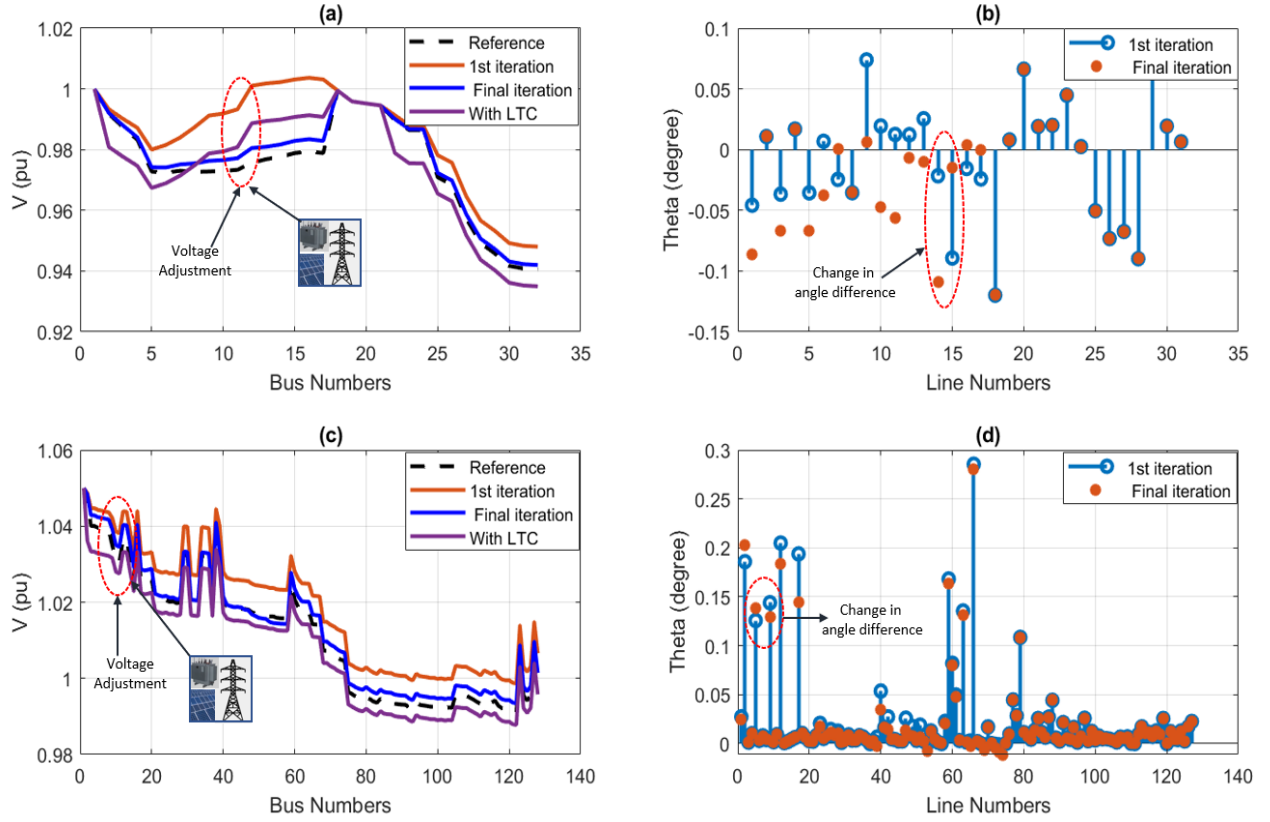 (a)
1.02
1
0.98
0.96
0.94
0.92
V (pu)
0
5
10
15
20
25
30
35
Bus Numbers
Reference
1st iteration
Final iteration
With LTC
Voltage
Adjustment
(b)
0.1
0.05
0
-0.05
-0.1
-0.15
Theta (degree)
0
5
10
15
20
25
30
35
Line Numbers
1st iteration
Final iteration
Change in
angle difference
(c)
1.06
1.04
1.02
1
0.98
V (pu)
0
20
40
60
80
100
120
140
Bus Numbers
Reference
1st iteration
Final iteration
With LTC
Voltage
Adjustment
(d)
0.3
0.25
0.2
0.15
0.1
0.05
0
Theta (degree)
0
20
40
60
80
100
120
140
Line Numbers
1st iteration
Final iteration
Change in
angle difference